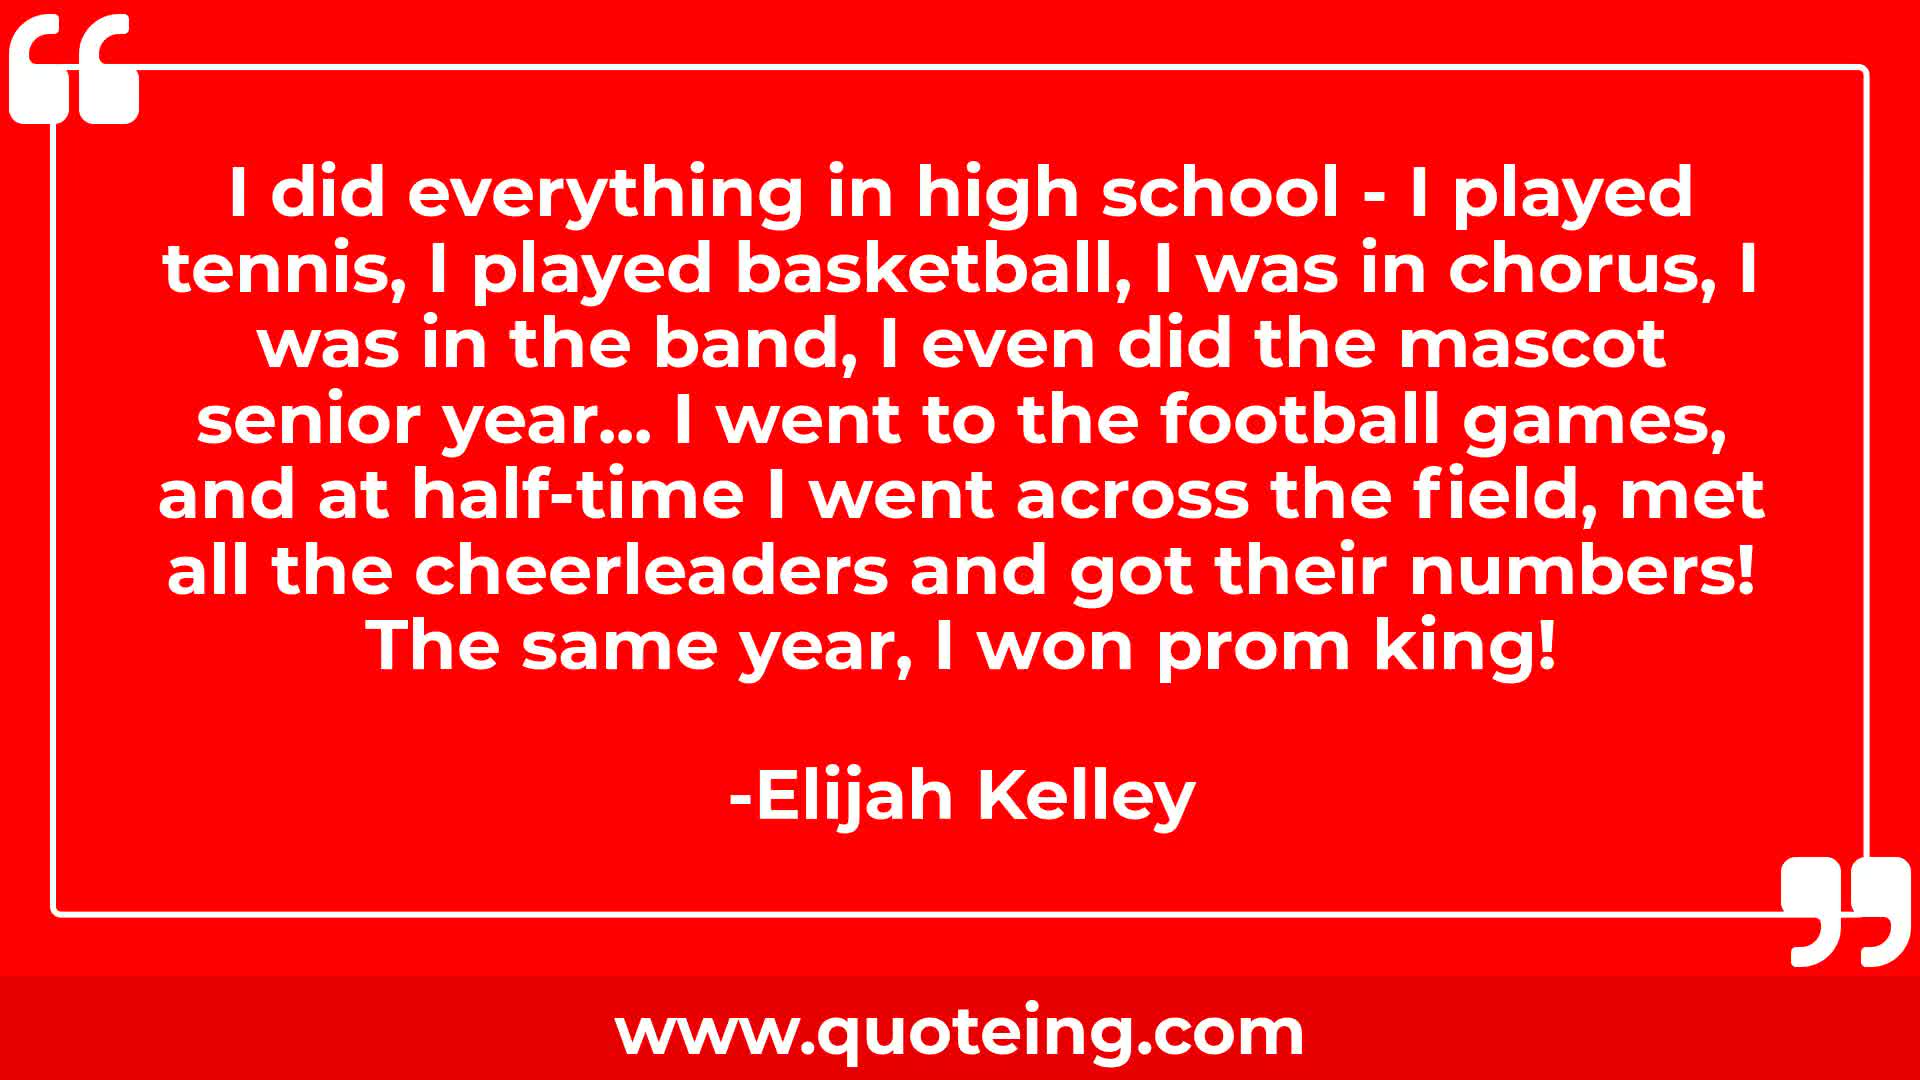 I did everything in high school - I played
tennis, I played basketball, I was in chorus, I
was in the band, I even did the mascot
senior year... I went to the football games,
and at half-time I went across the field, met
all the cheerleaders and got their numbers!
The same year, I won prom king!
-Elijah Kelley
www.quoteing.com